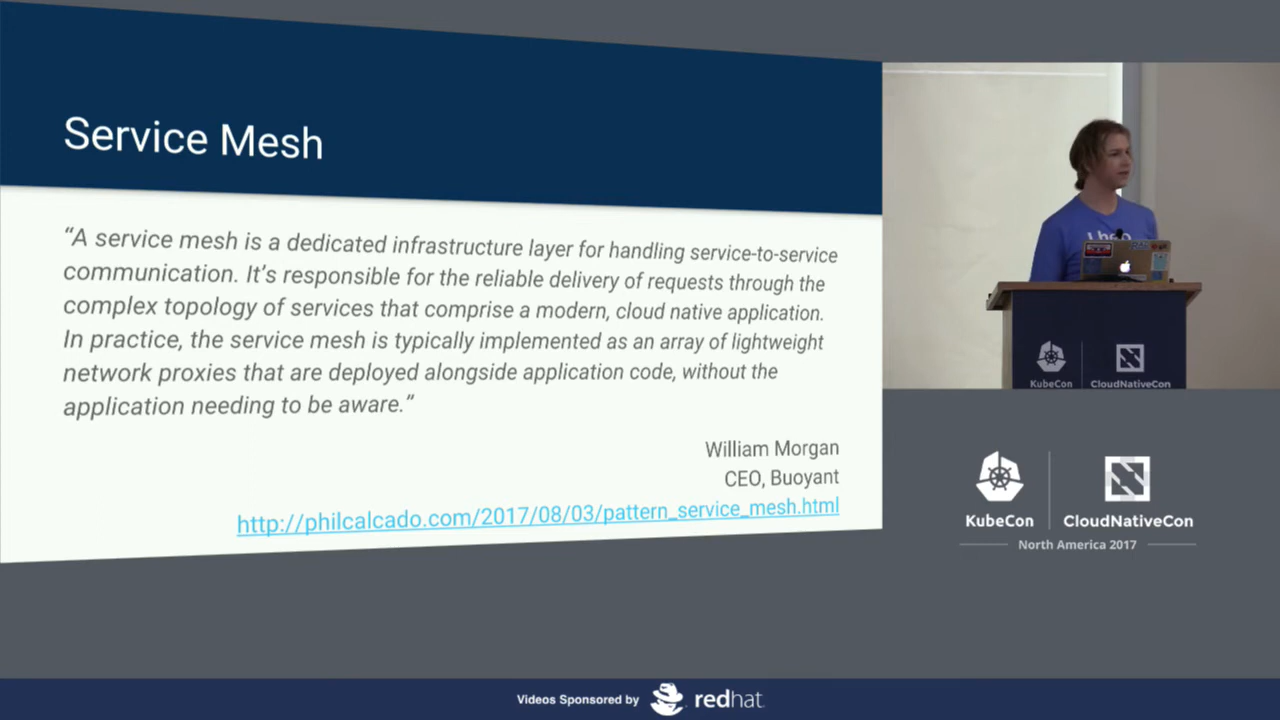 Service Mesh
“A service mesh is a dedicated infrastructure layer for handling service-to-service
communication. It’s responsible for the reliable delivery of requests through the
complex topology of services that comprise a modern, cloud native application.
In practice, the service mesh is typically implemented as an array of lightweight
network proxies that are deployed alongside application code, without the
application needing to be aware.”
William Morgan
CEO, Buoyant
http://philcalcado.com/2017/08/03/pattern_service_mesh.html
KubeCon
CloudNativeCon
KubeCon
CloudNativeCon
North America 2017
Videos Sponsored by
redhat